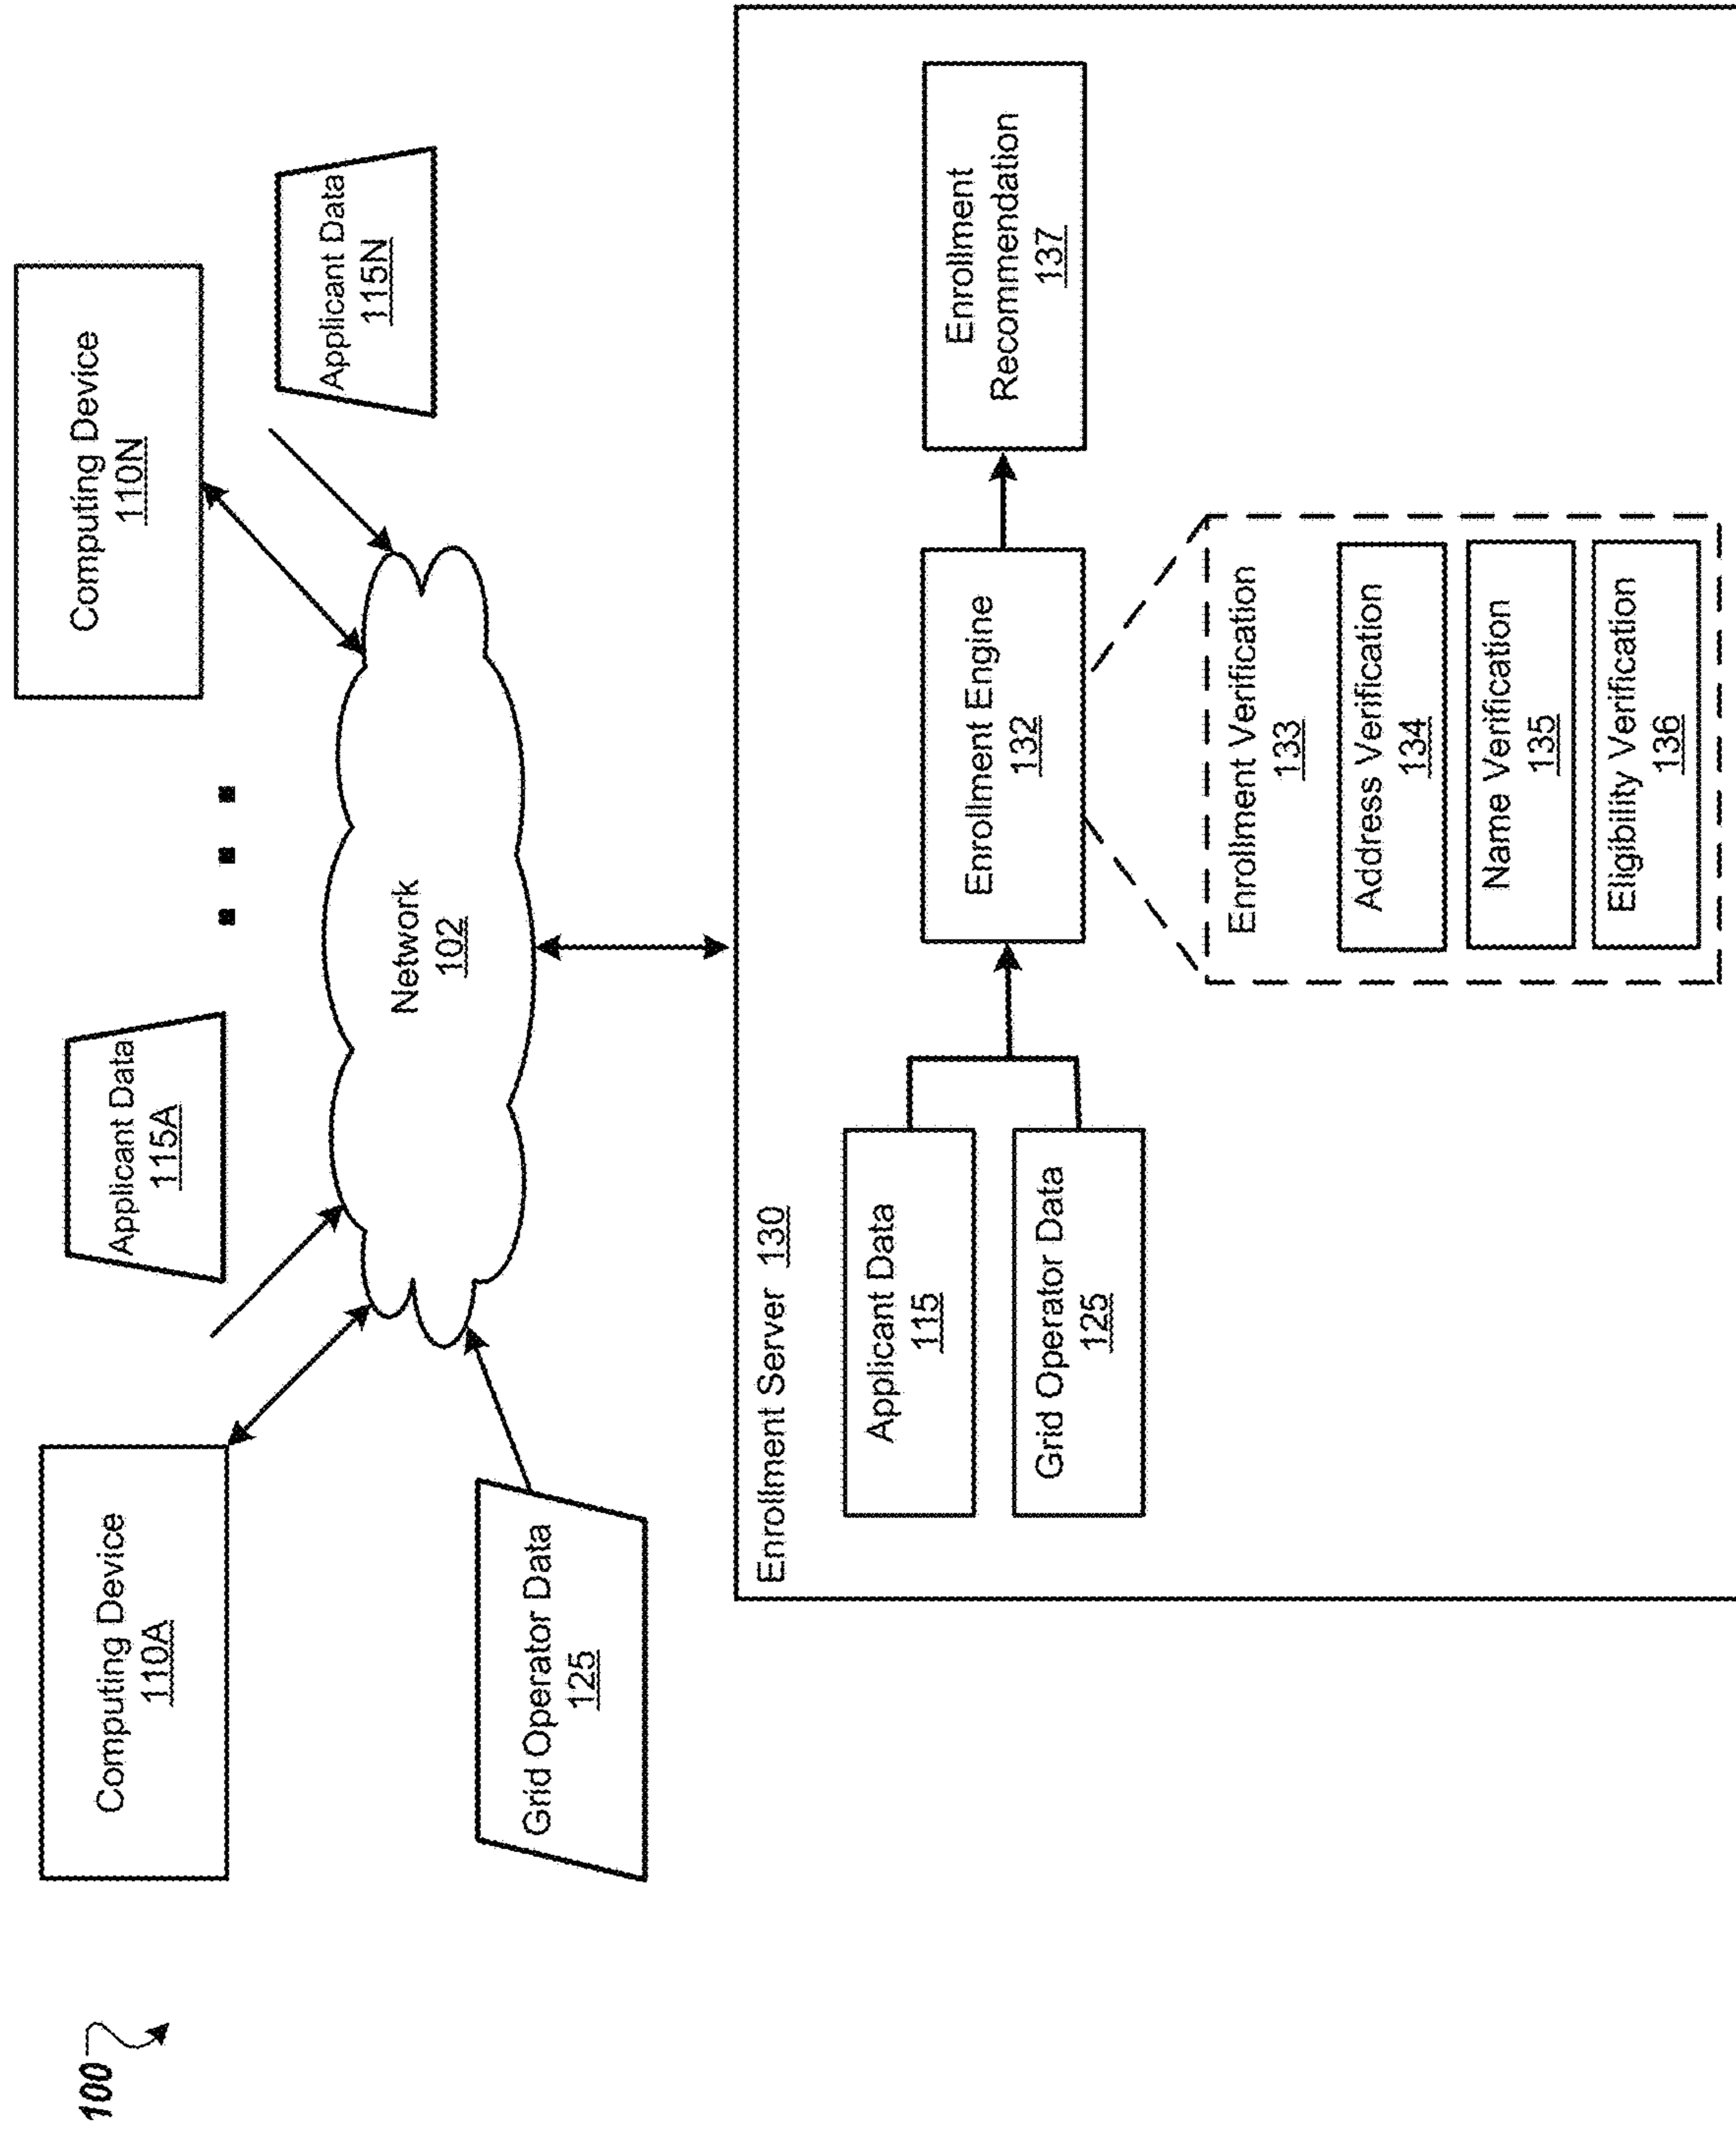 100
Computing Device
110A
Applicant Data
115A
Computing Device
110N
Applicant Data
115N
Network
102
Grid Operator Data
125
Enrollment Server 130
Applicant Data
115
Grid Operator Data
125
Enrollment Engine
132
Enrollment
Recommendation
137
Enrollment Verification
133
Address Verification
134
Name Verification
135
Eligibility Verification
136